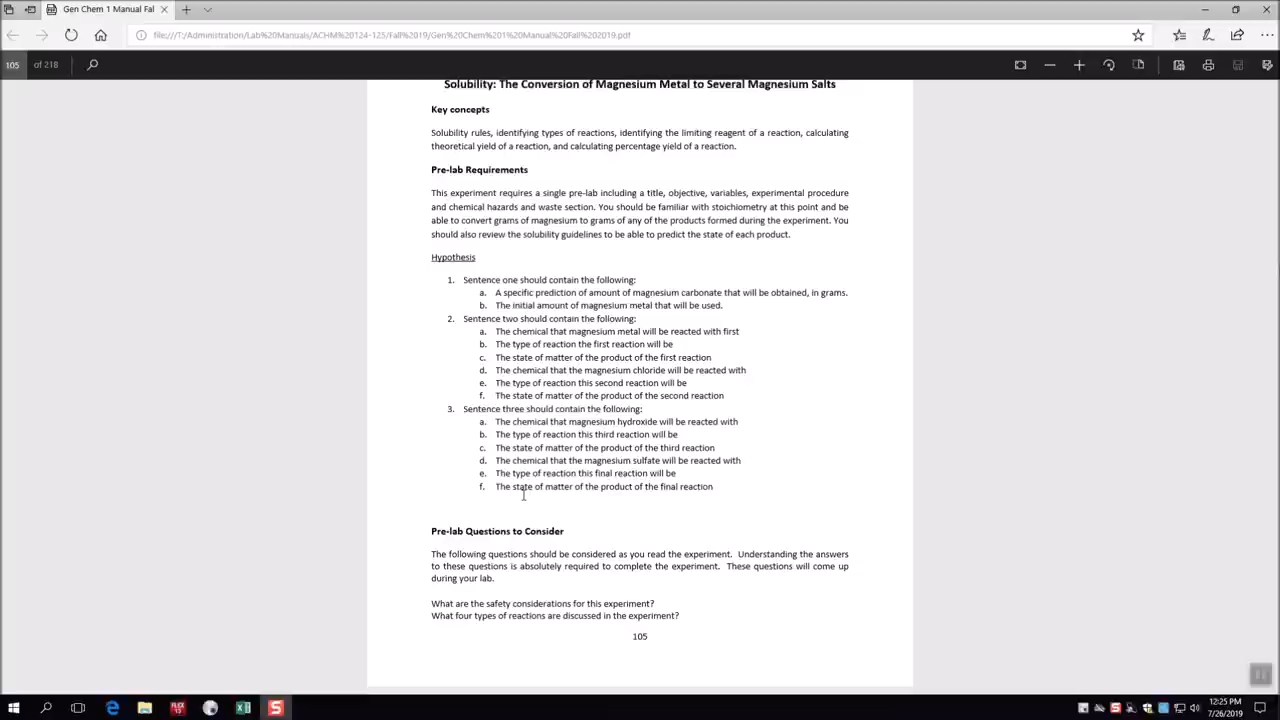 Gen Chem 1 Manual Fal
file:///T:/Administration/Lab%20Manuals/ACHM%20124-125/Fall%2019/Gen%20Chem%201%20Manual%20Fall%202019.pdf
105 of 218
Solubility: The Conversion of Magnesium Metal to Several Magnesium Salts
Key concepts
Solubility rules, identifying types of reactions, identifying the limiting reagent of a reaction, calculating
theoretical yield of a reaction, and calculating percentage yield of a reaction.
Pre-lab Requirements
This experiment requires a single pre-lab including a title, objective, variables, experimental procedure
and chemical hazards and waste section. You should be familiar with stoichiometry at this point and be
able to convert grams of magnesium to grams of any of the products formed during the experiment. You
should also review the solubility guidelines to be able to predict the state of each product.
Hypothesis
1. Sentence one should contain the following:
a. A specific prediction of amount of magnesium carbonate that will be obtained, in grams.
b. The initial amount of magnesium metal that will be used.
2. Sentence two should contain the following:
a. The chemical that magnesium metal will be reacted with first
b. The type of reaction the first reaction will be
c. The state of matter of the product of the first reaction
d. The chemical that the magnesium chloride will be reacted with
e. The type of reaction this second reaction will be
f. The state of matter of the product of the second reaction
3. Sentence three should contain the following:
a. The chemical that magnesium hydroxide will be reacted with
b. The type of reaction this third reaction will be
c. The state of matter of the product of the third reaction
d. The chemical that the magnesium sulfate will be reacted with
e. The type of reaction this final reaction will be
f. The state of matter of the product of the final reaction
Pre-lab Questions to Consider
The following questions should be considered as you read the experiment. Understanding the answers
to these questions is absolutely required to complete the experiment. These questions will come up
during your lab.
What are the safety considerations for this experiment?
What four types of reactions are discussed in the experiment?
105
12:25 PM
7/26/2019